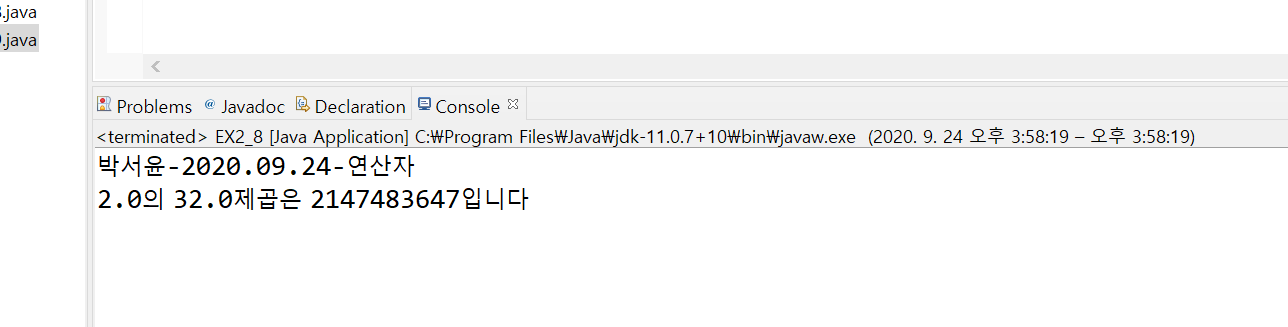 8.java
9.java
Problems @ Javadoc Declaration Console
<terminated> EX2_8 [Java Application] C:₩Program Files₩Java₩jdk-11.0.7+10₩bin₩javaw.exe (2020. 9. 24 오후 3:58:19 – 오후 3:58:19)
박서윤-2020.09.24-연산자
2.0의 32.0제곱은 2147483647입니다